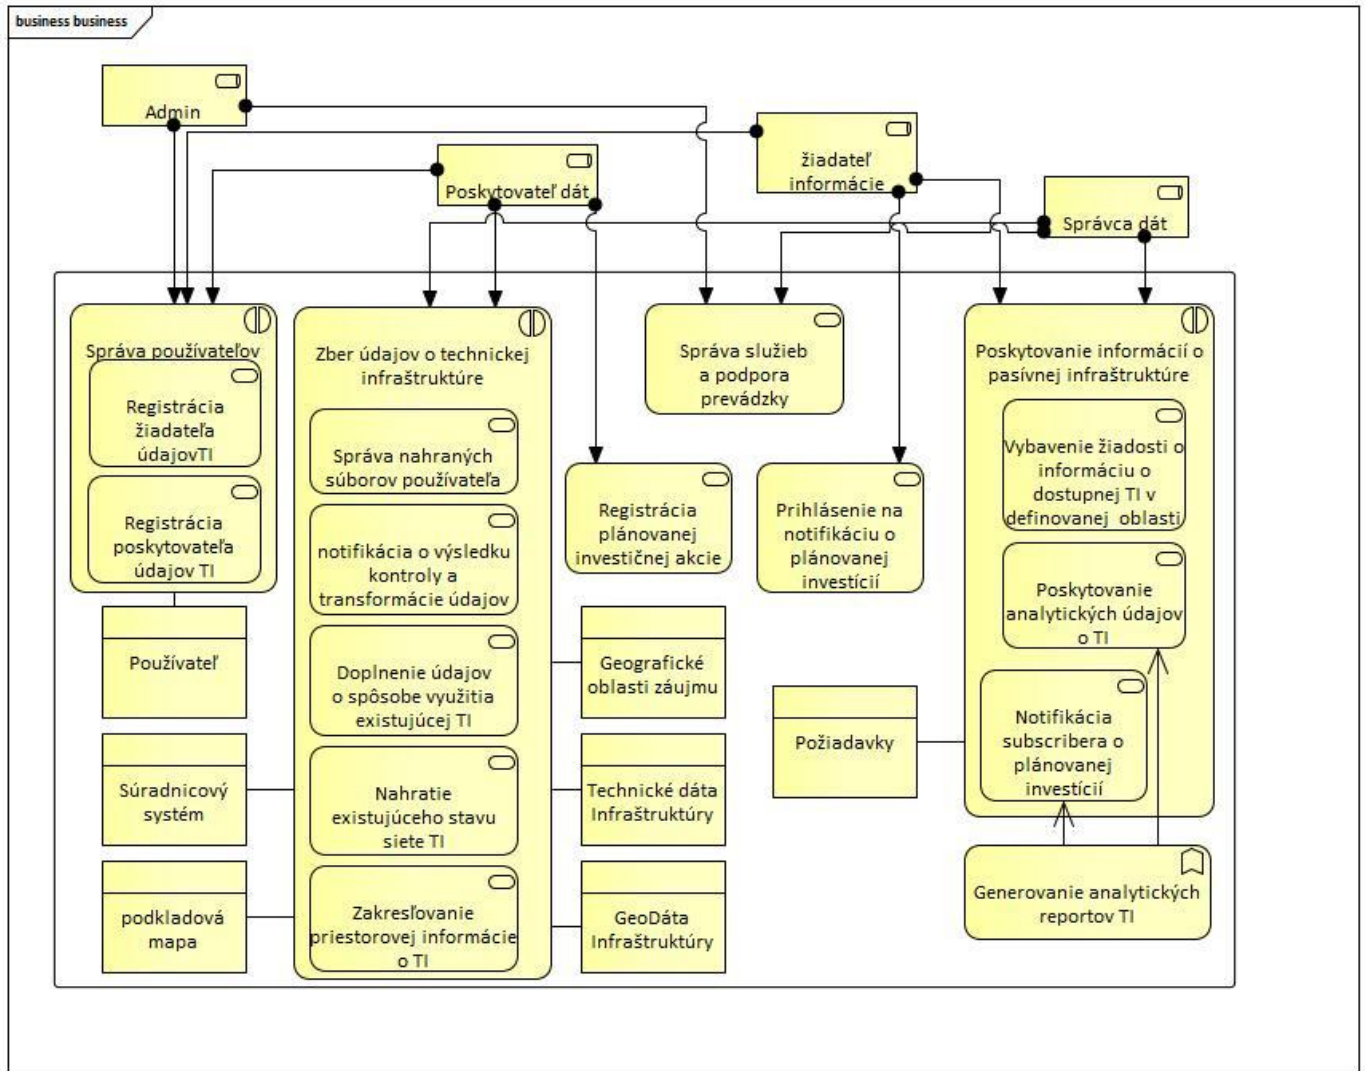 business business
Admin
žiadateľ
informácie
Poskytovateľ dát
Správca dát
Správa používateľov
Registrácia
žiadateľa
údajovTI
Registrácia
poskytovateľa
údajov TI
Zber údajov o technickej
infraštruktúre
Správa nahraných
súborov používateľa
notifikácia o výsledku
kontroly a
transformácie údajov
Doplnenie údajov
o spôsobe využitia
existujúcej TI
Nahratie
existujúceho stavu
siete TI
Zakresľovanie
priestorovej informácie
o TI
Správa služieb
a podpora
prevádzky
Registrácia
plánovanej
investičnej akcie
Prihlásenie na
notifikáciu o
plánovanej
investícií
Poskytovanie informácií o
pasívnej infraštruktúre
Vybavenie žiadosti o
informáciu o
dostupnej TI v
definovanej oblasti
Poskytovanie
analytických údajov
o TI
Notifikácia
subscribera o
plánovanej
investícií
Generovanie analytických
reportov TI
Používateľ
Súradnicový
systém
podkladová
mapa
Geografické
oblasti záujmu
Technické dáta
Infraštruktúry
GeoDáta
Infraštruktúry
Požiadavky